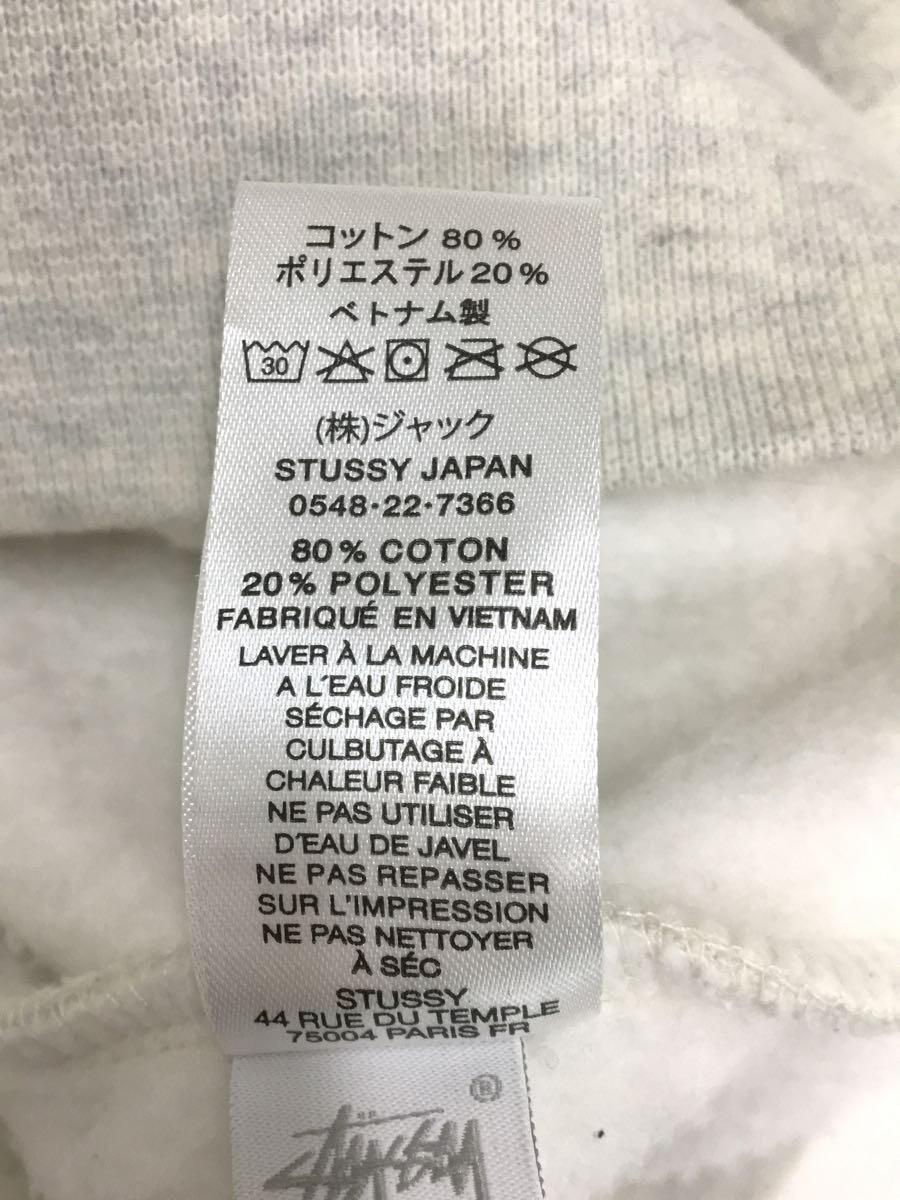 コットン 80 %
ポリエステル 20 %
ベトナム製
30
(株)ジャック
STUSSY JAPAN
0548·22·7366
80 % COTON
20 % POLYESTER
FABRIQUÉ EN VIETNAM
LAVER À LA MACHINE
A L'EAU FROIDE
SÉCHAGE PAR
CULBUTAGE À
CHALEUR FAIBLE
NE PAS UTILISER
D'EAU DE JAVEL
NE PAS REPASSER
SUR L'IMPRESSION
NE PAS NETTOYER
À SÉC
STUSSY
44 RUE DU TEMPLE
75004 PARIS FR
®
STUSSY